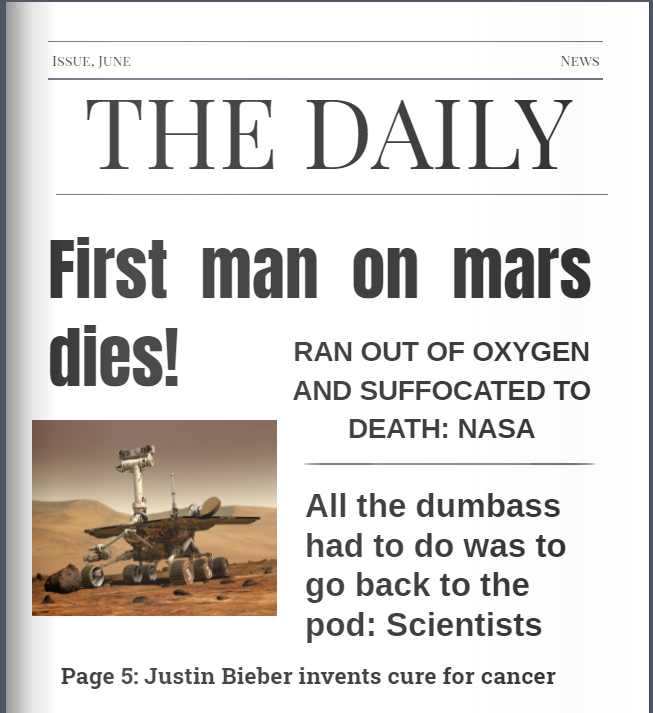 Issue, June
News
THE DAILY
First man on mars
dies!
RAN OUT OF OXYGEN
AND SUFFOCATED TO
DEATH: NASA
All the dumbass
had to do was to
go back to the
pod: Scientists
Page 5: Justin Bieber invents cure for cancer